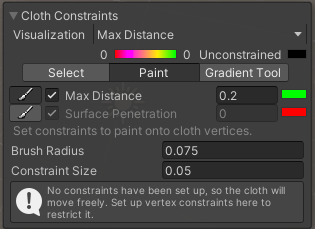 Cloth Constraints
Visualization Max Distance
0 0 Unconstrained
Select Paint Gradient Tool
Max Distance 0.2
Surface Penetration 0
Set constraints to paint onto cloth vertices.
Brush Radius 0.075
Constraint Size 0.05
No constraints have been set up, so the cloth will
move freely. Set up vertex constraints here to
restrict it.